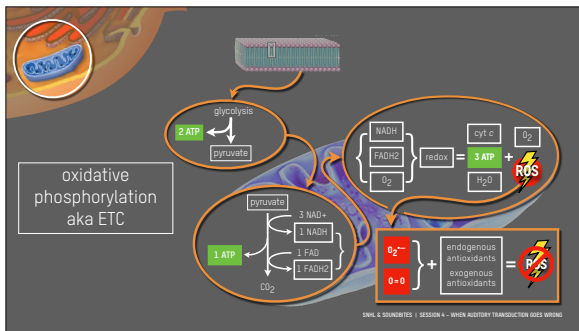 oxidative
phosphorylation
aka ETC
glycolysis
2 ATP
pyruvate
pyruvate
3 NAD+
1 NADH
1 ATP
1 FAD
1 FADH2
CO2
NADH
FADH2
O2
redox
=
cyt c
3 ATP
H2O
+
O2
ROS
O2•−
O=O
+
endogenous
antioxidants
exogenous
antioxidants
=
ROS
SNHL & SOUNDBITES | SESSION 4 – WHEN AUDITORY TRANSDUCTION GOES WRONG